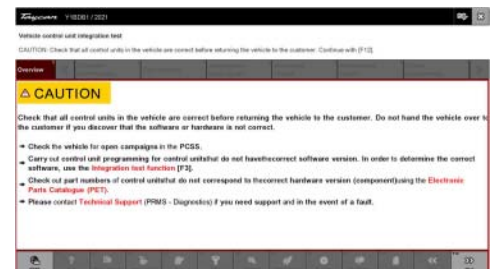 Taycan Y1BDB1 / 2021
Vehicle control unit integration test
CAUTION: Check that all control units in the vehicle are correct before returning the vehicle to the customer. Continue with [F12].
Overview
⚠ CAUTION
Check that all control units in the vehicle are correct before returning the vehicle to the customer. Do not hand the vehicle over to
the customer if you discover that the software or hardware is not correct.
➔ Check the vehicle for open campaigns in the PCSS.
➔ Carry out control unit programming for control unitsthat do not havethecorrect software version. In order to determine the correct
software, use the Integration test function [F3].
➔ Check out part numbers of control unitsthat do not correspond to thecorrect hardware version (component)using the Electronic
Parts Catalogue (PET).
➔ Please contact Technical Support (PRMS - Diagnostics) if you need support and in the event of a fault.